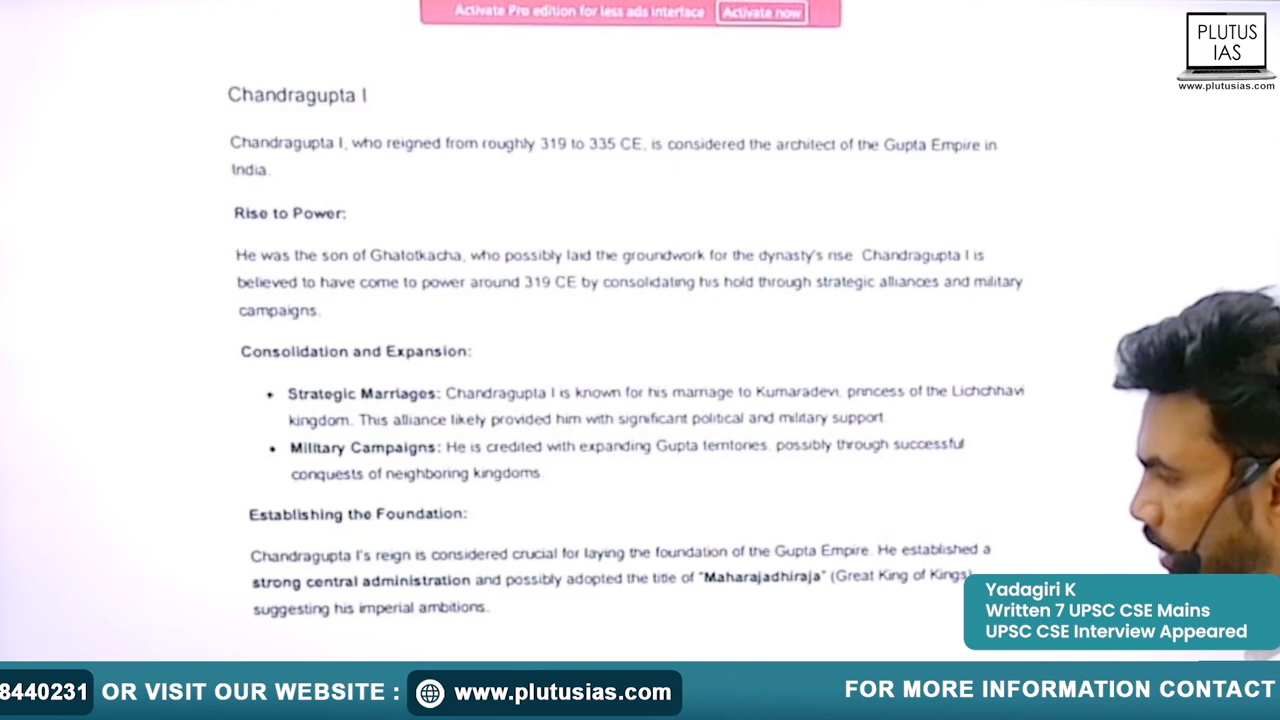 Activate Pro edition for less ads interface Activate now
PLUTUS
IAS
www.plutusias.com
Chandragupta I
Chandragupta I, who reigned from roughly 319 to 335 CE, is considered the architect of the Gupta Empire in
India.
Rise to Power:
He was the son of Ghatotkacha, who possibly laid the groundwork for the dynasty's rise. Chandragupta I is
believed to have come to power around 319 CE by consolidating his hold through strategic alliances and military
campaigns.
Consolidation and Expansion:
• Strategic Marriages: Chandragupta I is known for his marriage to Kumaradevi, princess of the Lichchhavi
kingdom. This alliance likely provided him with significant political and military support.
• Military Campaigns: He is credited with expanding Gupta territories, possibly through successful
conquests of neighboring kingdoms.
Establishing the Foundation:
Chandragupta I's reign is considered crucial for laying the foundation of the Gupta Empire. He established a
strong central administration and possibly adopted the title of "Maharajadhiraja" (Great King of Kings)
suggesting his imperial ambitions.
Yadagiri K
Written 7 UPSC CSE Mains
UPSC CSE Interview Appeared
8440231 OR VISIT OUR WEBSITE : www.plutusias.com FOR MORE INFORMATION CONTACT